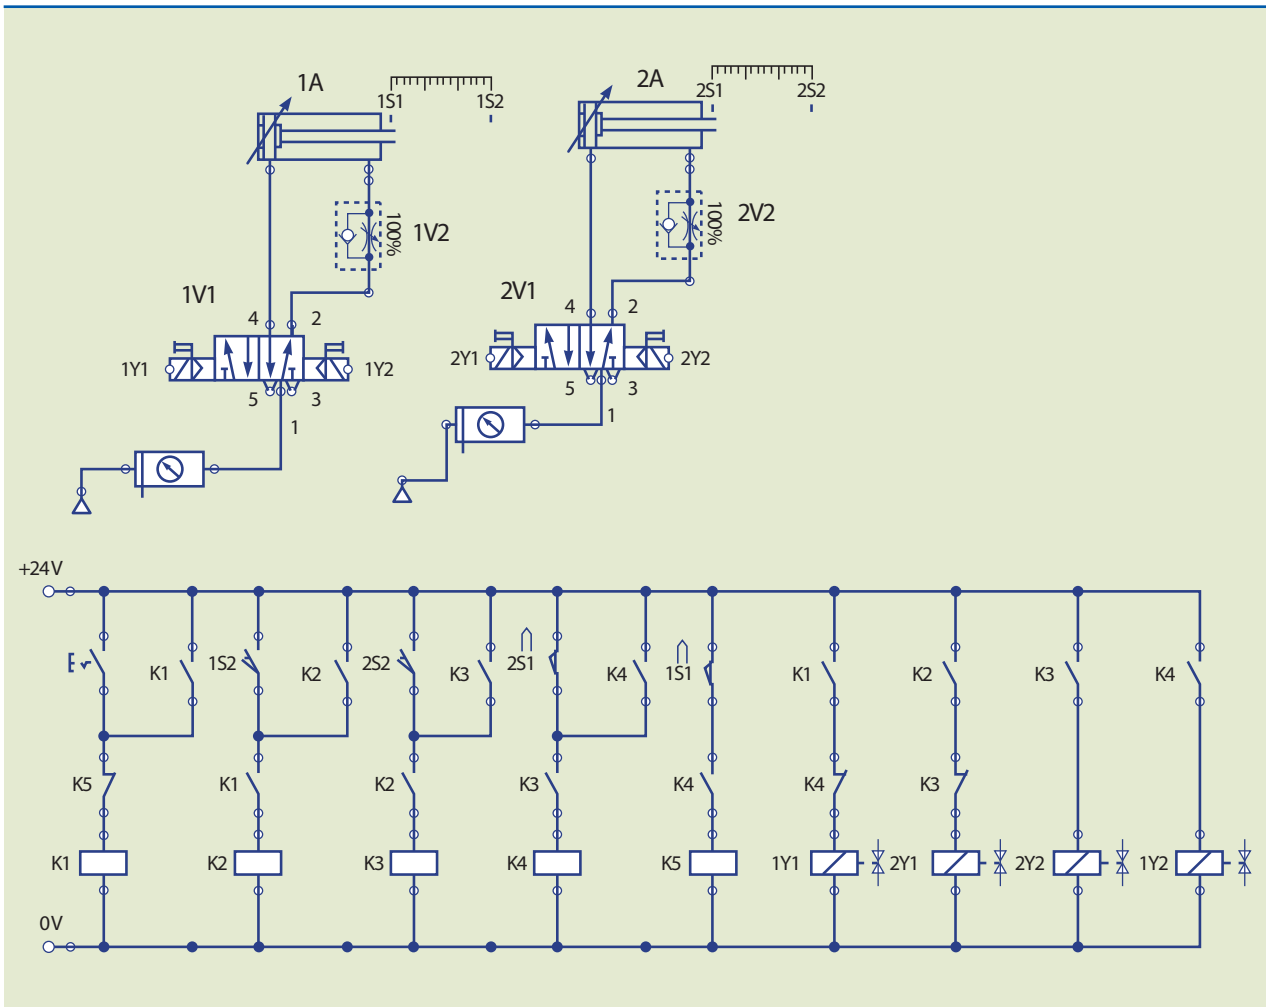 1A
1S1 1S2
2A
2S1 2S2
100%
1V2
100%
2V2
1V1
4 2
1Y1 1Y2
5 3
1
2V1
4 2
2Y1 2Y2
5 3
1
+24V
K1 1S2 K2 2S2 K3 2S1 K4 1S1 K1 K2 K3 K4
K5 K1 K2 K3 K4 K4 K3
K1 K2 K3 K4 K5 1Y1 2Y1 2Y2 1Y2
0V